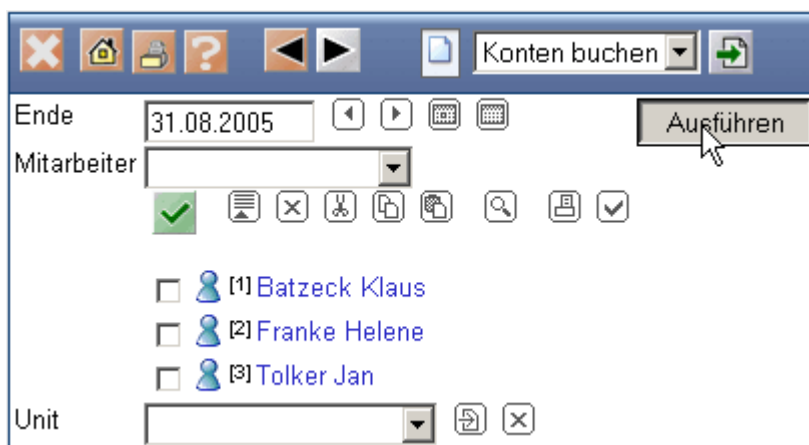 Konten buchen
Ende 31.08.2005 Ausführen
Mitarbeiter
[1] Batzeck Klaus
[2] Franke Helene
[3] Tolker Jan
Unit